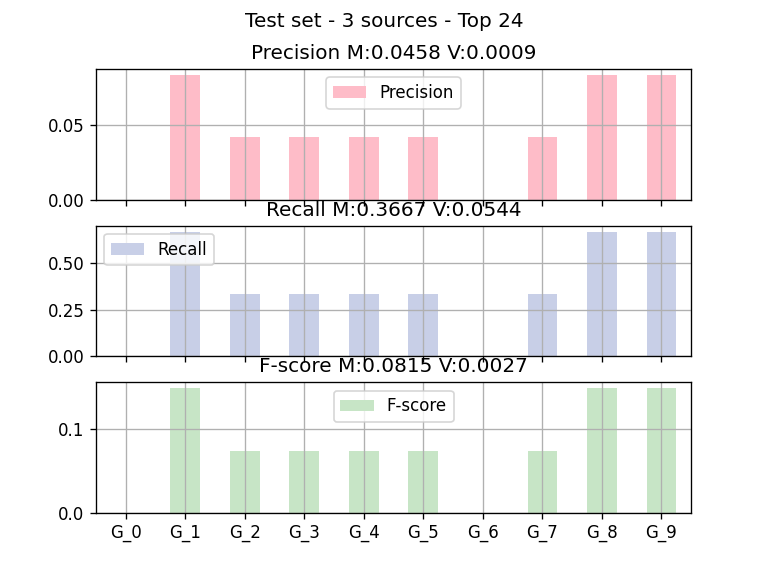 Test set - 3 sources - Top 24
Precision M:0.0458 V:0.0009
Precision
0.05
0.00
Recall M:0.3667 V:0.0544
Recall
0.50
0.25
0.00
F-score M:0.0815 V:0.0027
F-score
0.1
0.0
G_0 G_1 G_2 G_3 G_4 G_5 G_6 G_7 G_8 G_9